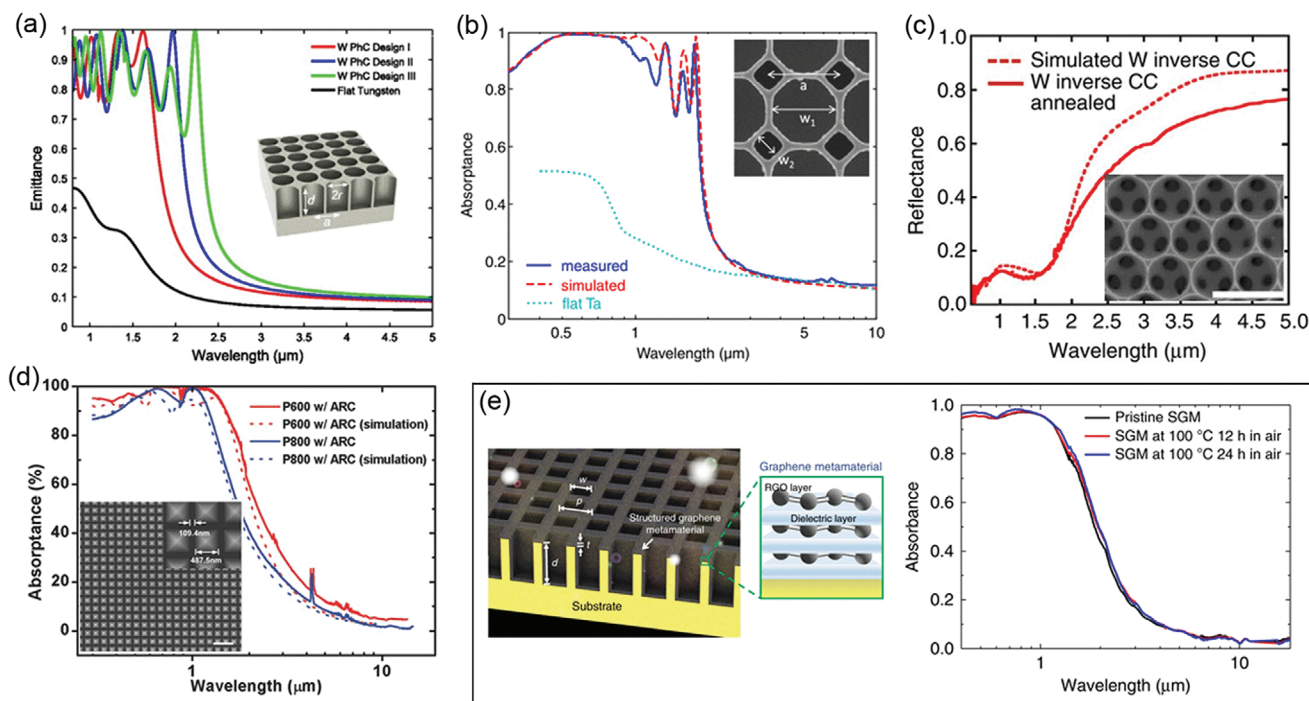 (a)
1
0.9
0.8
0.7
0.6
0.5
0.4
0.3
0.2
0.1
0
Emittance
W PhC Design I
W PhC Design II
W PhC Design III
Flat Tungsten
d
2r
a
1 1.5 2 2.5 3 3.5 4 4.5 5
Wavelength (µm)
(b)
1
0.8
0.6
0.4
0.2
0
Absorptance
a
w1
w2
measured
simulated
flat Ta
0.5 1 2 5 10
Wavelength (µm)
(c)
1.0
0.8
0.6
0.4
0.2
0.0
Reflectance
Simulated W inverse CC
W inverse CC
annealed
1 1.5 2 2.5 3 3.5 4 4.5 5.0
Wavelength (µm)
(d)
100
80
60
40
20
0
Absorptance (%)
P600 w/ ARC
P600 w/ ARC (simulation)
P800 w/ ARC
P800 w/ ARC (simulation)
109.4nm
487.5nm
1 10
Wavelength (µm)
(e)
w
p
t
d
Structured graphene
metamaterial
Substrate
Graphene metamaterial
RGO layer
Dielectric layer
1.0
0.8
0.6
0.4
0.2
0.0
Absorbance
Pristine SGM
SGM at 100 °C 12 h in air
SGM at 100 °C 24 h in air
1 10
Wavelength (µm)